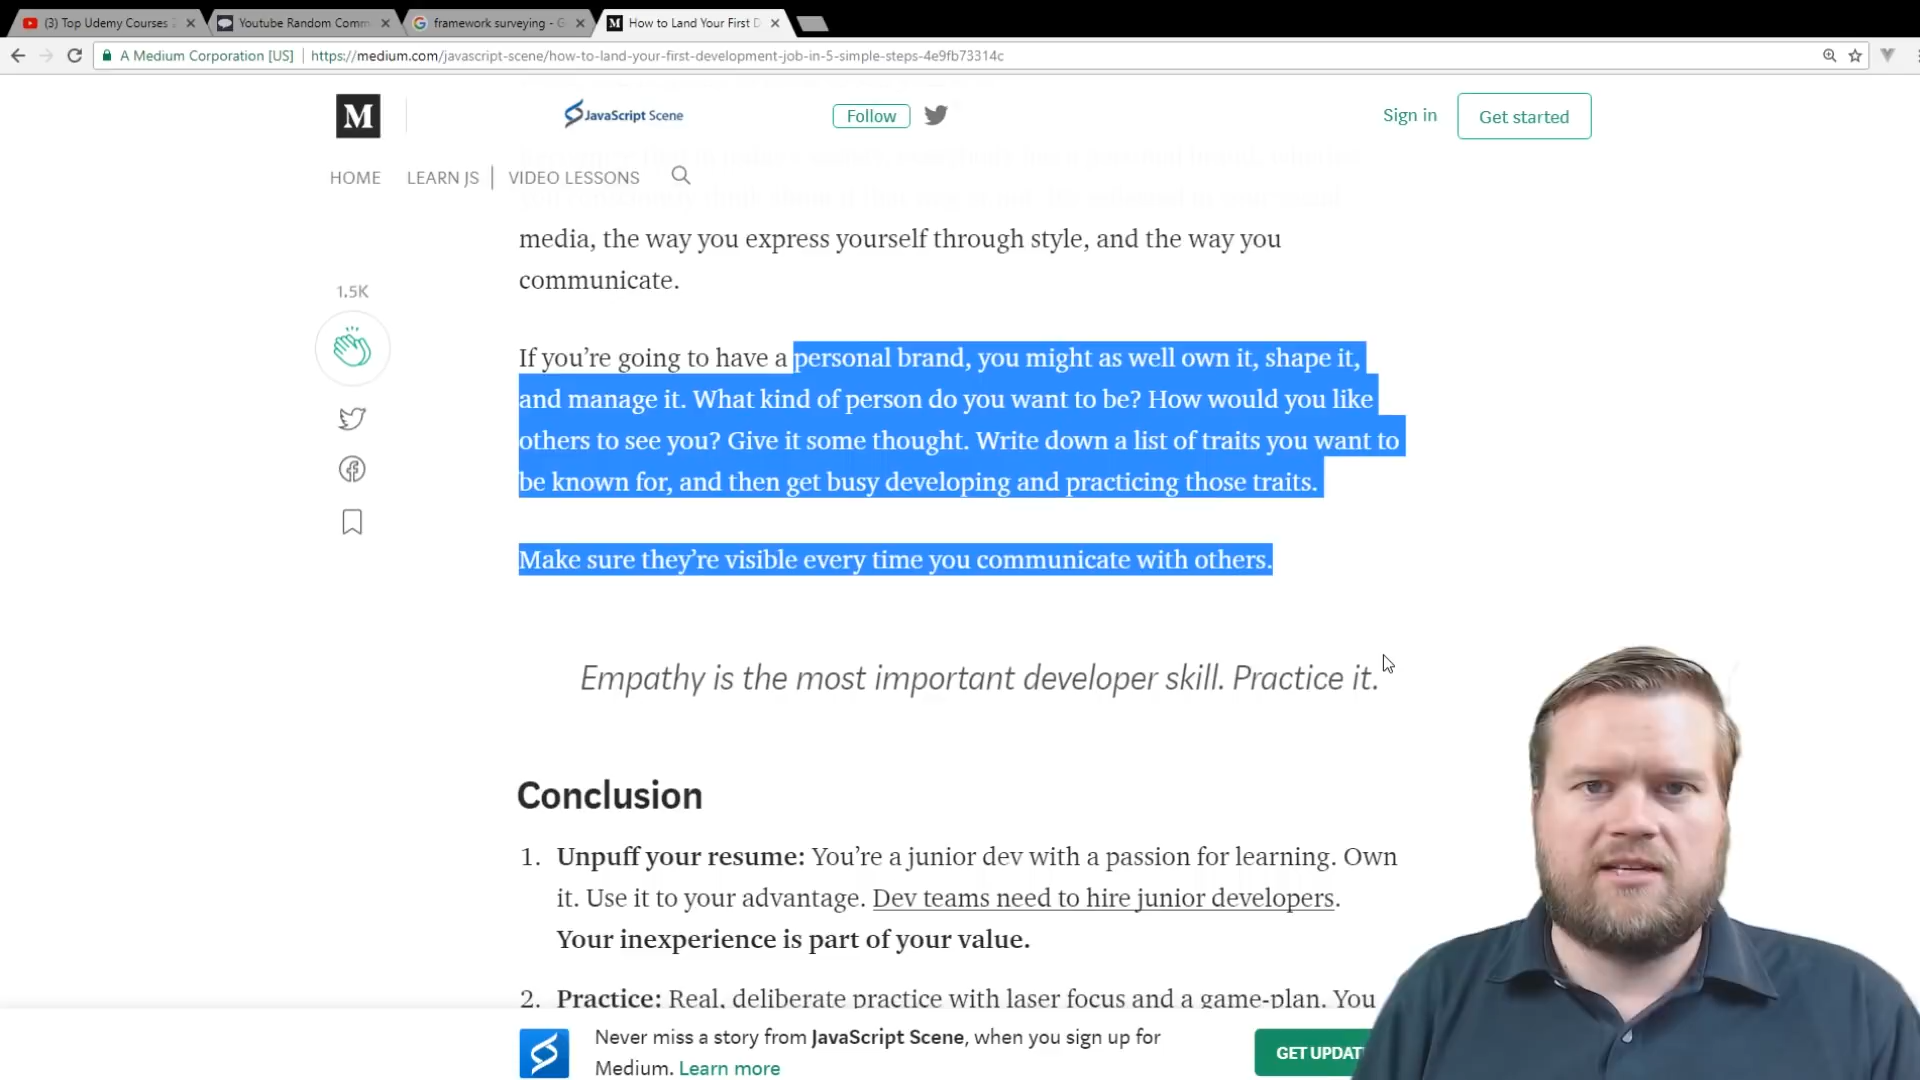 (3) Top Udemy Courses
Youtube Random Comm
framework surveying - G
How to Land Your First D
A Medium Corporation [US]
https://medium.com/javascript-scene/how-to-land-your-first-development-job-in-5-simple-steps-4e9fb73314c
M
JavaScript Scene
Follow
Sign in
Get started
HOME
LEARN JS
VIDEO LESSONS
media, the way you express yourself through style, and the way you
communicate.
1.5K
If you’re going to have a personal brand, you might as well own it, shape it,
and manage it. What kind of person do you want to be? How would you like
others to see you? Give it some thought. Write down a list of traits you want to
be known for, and then get busy developing and practicing those traits.
Make sure they’re visible every time you communicate with others.
Empathy is the most important developer skill. Practice it.
Conclusion
1. Unpuff your resume: You’re a junior dev with a passion for learning. Own
it. Use it to your advantage. Dev teams need to hire junior developers.
Your inexperience is part of your value.
2. Practice: Real, deliberate practice with laser focus and a game-plan. You
Never miss a story from JavaScript Scene, when you sign up for
Medium. Learn more
GET UPDAT